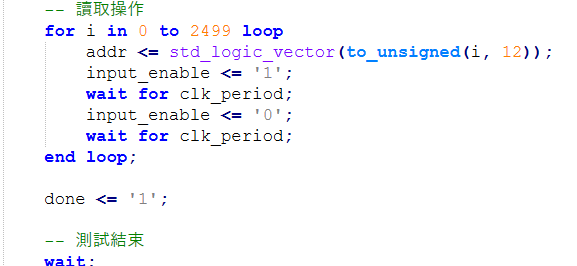 -- 讀取操作
for i in 0 to 2499 loop
addr <= std_logic_vector(to_unsigned(i, 12));
input_enable <= '1';
wait for clk_period;
input_enable <= '0';
wait for clk_period;
end loop;
done <= '1';
-- 測試結束
wait;